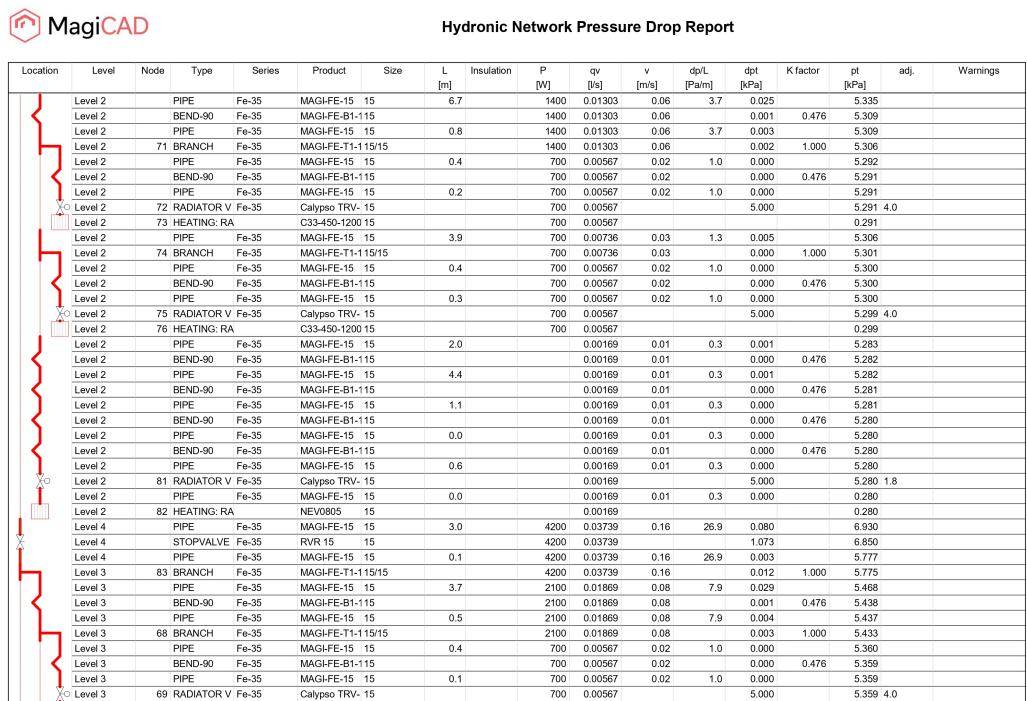 MagiCAD
Hydronic Network Pressure Drop Report
Location Level Node Type Series Product Size L Insulation P qv v dp/L dpt K factor pt adj. Warnings
[m] [W] [l/s] [m/s] [Pa/m] [kPa] [kPa]
Level 2 PIPE Fe-35 MAGI-FE-15 15 6.7 1400 0.01303 0.06 3.7 0.025 5.335
Level 2 BEND-90 Fe-35 MAGI-FE-B1-1 15 1400 0.01303 0.06 0.001 0.476 5.309
Level 2 PIPE Fe-35 MAGI-FE-15 15 0.8 1400 0.01303 0.06 3.7 0.003 5.309
Level 2 71 BRANCH MAGI-FE-T1-1 15/15 1400 0.01303 0.06 0.002 1.000 5.306
Level 2 PIPE Fe-35 MAGI-FE-15 15 0.4 700 0.00567 0.02 1.0 0.000 5.292
Level 2 BEND-90 Fe-35 MAGI-FE-B1-1 15 700 0.00567 0.02 0.000 0.476 5.291
Level 2 PIPE Fe-35 MAGI-FE-15 15 0.2 700 0.00567 0.02 1.0 0.000 5.291
Level 2 72 RADIATOR V Fe-35 Calypso TRV- 15 700 0.00567 5.000 5.291 4.0
Level 2 73 HEATING: RA C33-450-1200 15 700 0.00567 0.291
Level 2 PIPE Fe-35 MAGI-FE-15 15 3.9 700 0.00736 0.03 1.3 0.005 5.306
Level 2 74 BRANCH Fe-35 MAGI-FE-T1-1 15/15 700 0.00736 0.03 0.000 1.000 5.301
Level 2 PIPE Fe-35 MAGI-FE-15 15 0.4 700 0.00567 0.02 1.0 0.000 5.300
Level 2 BEND-90 Fe-35 MAGI-FE-B1-1 15 700 0.00567 0.02 0.000 0.476 5.300
Level 2 PIPE Fe-35 MAGI-FE-15 15 0.3 700 0.00567 0.02 1.0 0.000 5.300
Level 2 75 RADIATOR V Fe-35 Calypso TRV- 15 700 0.00567 5.000 5.299 4.0
Level 2 76 HEATING: RA C33-450-1200 15 700 0.00567 0.299
Level 2 PIPE Fe-35 MAGI-FE-15 15 2.0 0.00169 0.01 0.3 0.001 5.283
Level 2 BEND-90 Fe-35 MAGI-FE-B1-1 15 0.00169 0.01 0.000 0.476 5.282
Level 2 PIPE Fe-35 MAGI-FE-15 15 4.4 0.00169 0.01 0.3 0.001 5.282
Level 2 BEND-90 Fe-35 MAGI-FE-B1-1 15 0.00169 0.01 0.000 0.476 5.281
Level 2 PIPE Fe-35 MAGI-FE-15 15 1.1 0.00169 0.01 0.3 0.000 5.281
Level 2 BEND-90 Fe-35 MAGI-FE-B1-1 15 0.00169 0.01 0.000 0.476 5.280
Level 2 PIPE Fe-35 MAGI-FE-15 15 0.0 0.00169 0.01 0.3 0.000 5.280
Level 2 BEND-90 Fe-35 MAGI-FE-B1-1 15 0.00169 0.01 0.000 0.476 5.280
Level 2 PIPE Fe-35 MAGI-FE-15 15 0.6 0.00169 0.01 0.3 0.000 5.280
Level 2 81 RADIATOR V Fe-35 Calypso TRV- 15 0.00169 5.000 5.280 1.8
Level 2 PIPE Fe-35 MAGI-FE-15 15 0.0 0.00169 0.01 0.3 0.000 0.280
Level 2 82 HEATING: RA NEV0805 15 0.00169 0.280
Level 4 PIPE Fe-35 MAGI-FE-15 15 3.0 4200 0.03739 0.16 26.9 0.080 6.930
Level 4 STOPVALVE Fe-35 RVR 15 15 4200 0.03739 1.073 6.850
Level 4 PIPE Fe-35 MAGI-FE-15 15 0.1 4200 0.03739 0.16 26.9 0.003 5.777
Level 3 83 BRANCH Fe-35 MAGI-FE-T1-1 15/15 4200 0.03739 0.16 0.012 1.000 5.775
Level 3 PIPE Fe-35 MAGI-FE-15 15 3.7 2100 0.01869 0.08 7.9 0.029 5.468
Level 3 BEND-90 Fe-35 MAGI-FE-B1-1 15 2100 0.01869 0.08 0.001 0.476 5.438
Level 3 PIPE Fe-35 MAGI-FE-15 15 0.5 2100 0.01869 0.08 7.9 0.004 5.437
Level 3 68 BRANCH Fe-35 MAGI-FE-T1-1 15/15 2100 0.01869 0.08 0.003 1.000 5.433
Level 3 PIPE Fe-35 MAGI-FE-15 15 0.4 700 0.00567 0.02 1.0 0.000 5.360
Level 3 BEND-90 Fe-35 MAGI-FE-B1-1 15 700 0.00567 0.02 0.000 0.476 5.359
Level 3 PIPE Fe-35 MAGI-FE-15 15 0.1 700 0.00567 0.02 1.0 0.000 5.359
Level 3 69 RADIATOR V Fe-35 Calypso TRV- 15 700 0.00567 5.000 5.359 4.0